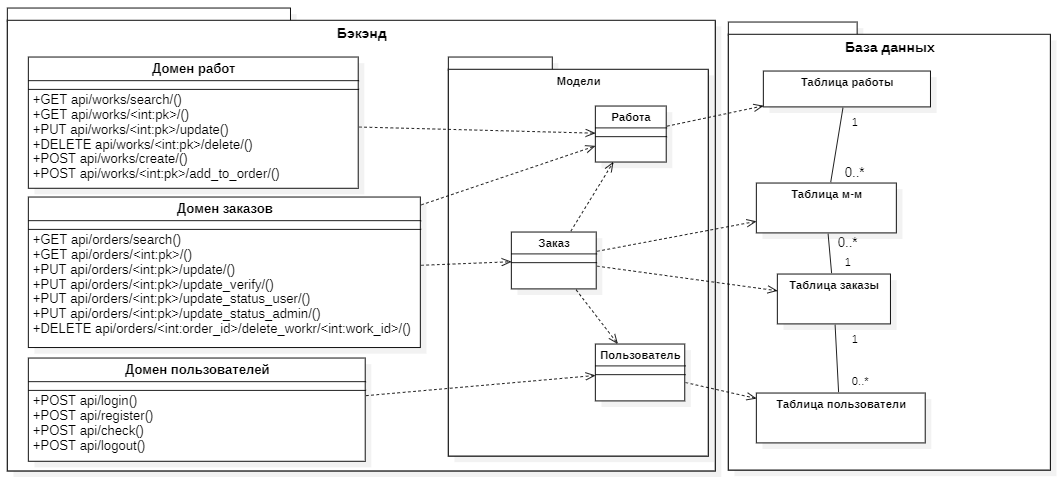 Бэкэнд
Домен работ
+GET api/works/search/()
+GET api/works/<int:pk>/()
+PUT api/works/<int:pk>/update()
+DELETE api/works/<int:pk>/delete/()
+POST api/works/create/()
+POST api/works/<int:pk>/add_to_order/()
Домен заказов
+GET api/orders/search()
+GET api/orders/<int:pk>/()
+PUT api/orders/<int:pk>/update/()
+PUT api/orders/<int:pk>/update_verify/()
+PUT api/orders/<int:pk>/update_status_user/()
+PUT api/orders/<int:pk>/update_status_admin/()
+DELETE api/orders/<int:order_id>/delete_workr/<int:work_id>/()
Домен пользователей
+POST api/login()
+POST api/register()
+POST api/check()
+POST api/logout()
Модели
Работа
Заказ
Пользователь
База данных
Таблица работы
1
0..*
Таблица м-м
0..*
1
Таблица заказы
1
0..*
Таблица пользователи